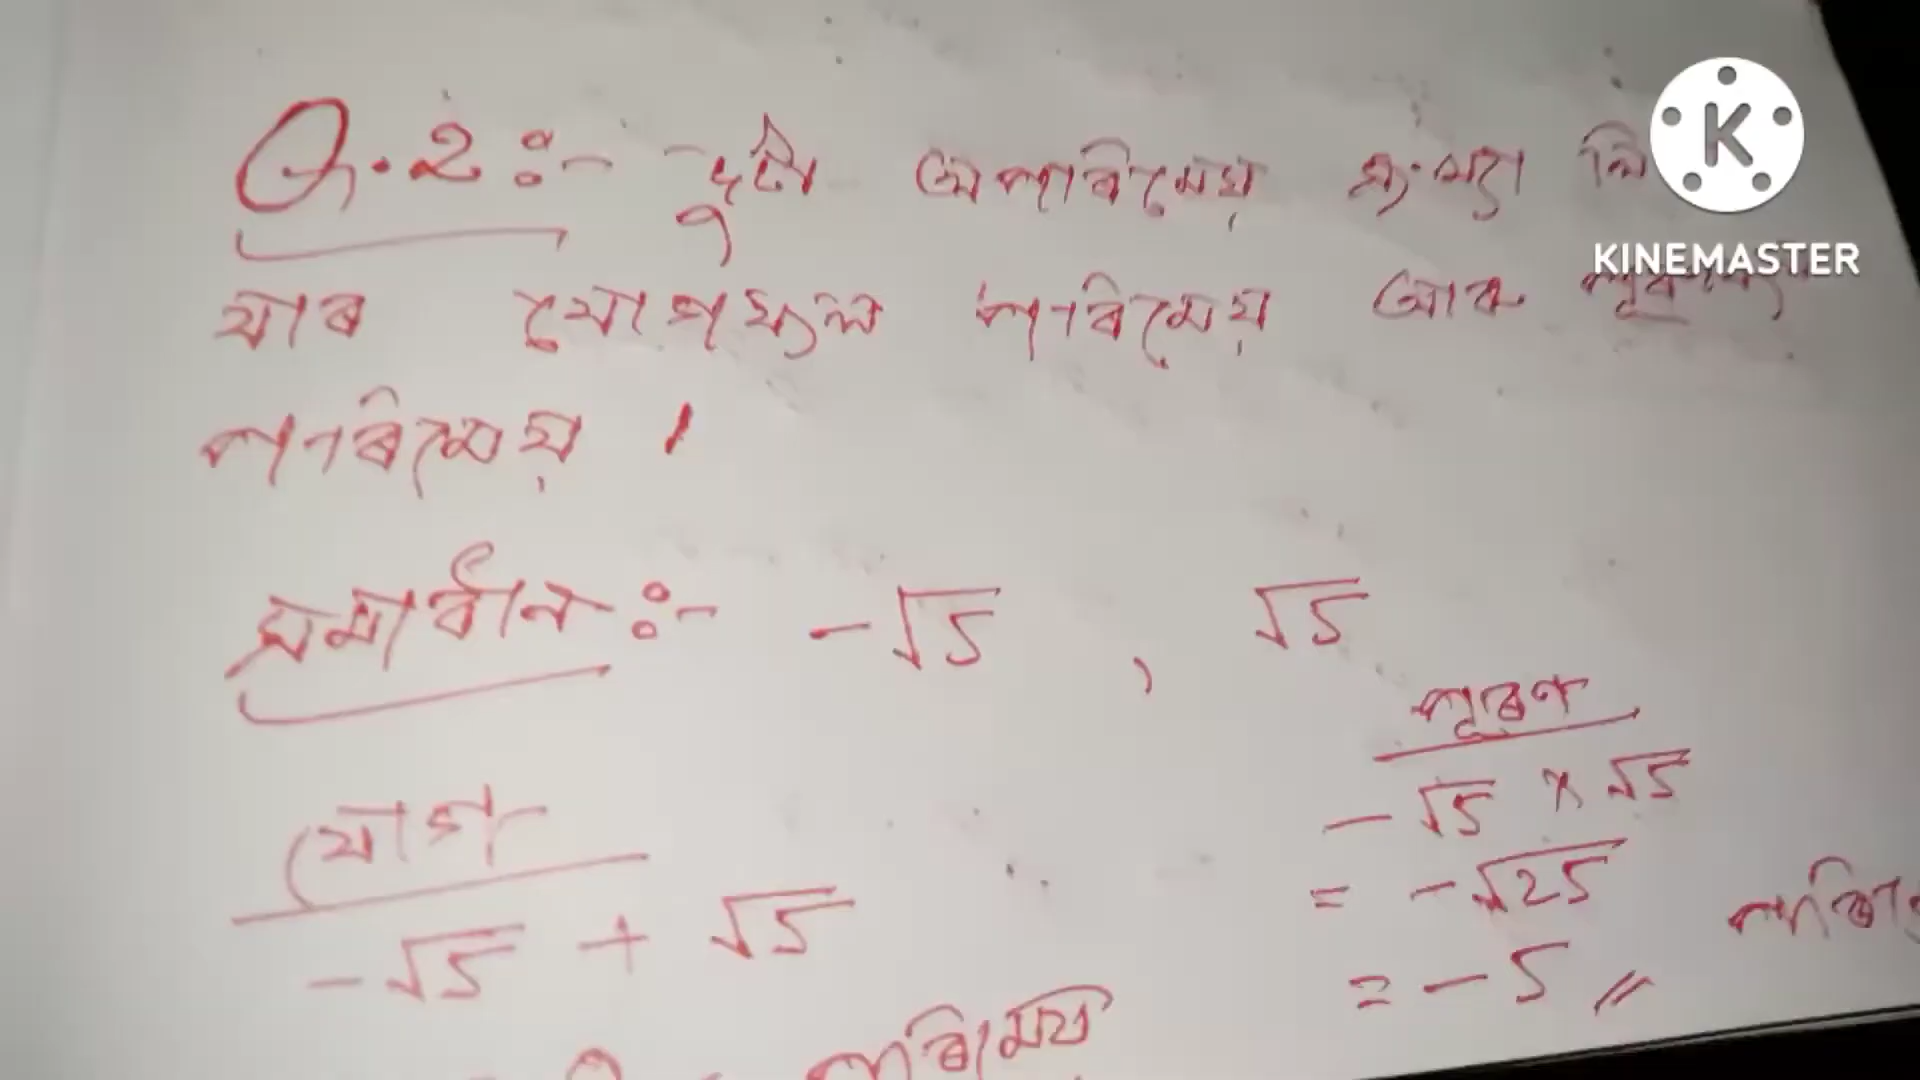 Q.2 :- দুটা অপৰিমেয় সংখ্যা
যাৰ যোগফল পৰিমেয় আৰু পূৰণফল
পৰিমেয় ।
সমাধান :- -√5 , √5
যোগ
-√5 + √5
পৰিমেয়
পূৰণ
-√5 × √5
= -√25
= -5 //
KINEMASTER